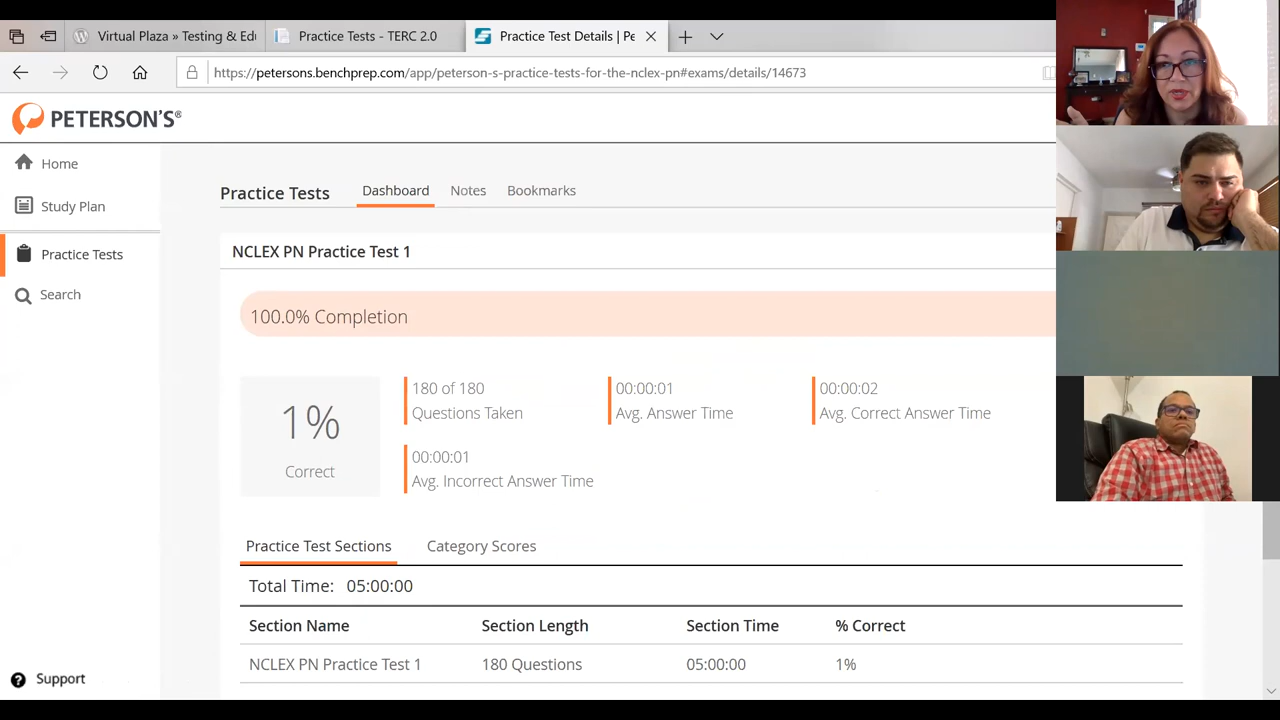 Virtual Plaza » Testing & Edu
Practice Tests - TERC 2.0
Practice Test Details | Pe
https://petersons.benchprep.com/app/peterson-s-practice-tests-for-the-nclex-pn#exams/details/14673
PETERSON'S®
Home
Study Plan
Practice Tests
Search
Support
Practice Tests
Dashboard
Notes
Bookmarks
NCLEX PN Practice Test 1
100.0% Completion
1%
Correct
180 of 180
Questions Taken
00:00:01
Avg. Answer Time
00:00:02
Avg. Correct Answer Time
00:00:01
Avg. Incorrect Answer Time
Practice Test Sections
Category Scores
Total Time: 05:00:00
Section Name Section Length Section Time % Correct
NCLEX PN Practice Test 1 180 Questions 05:00:00 1%